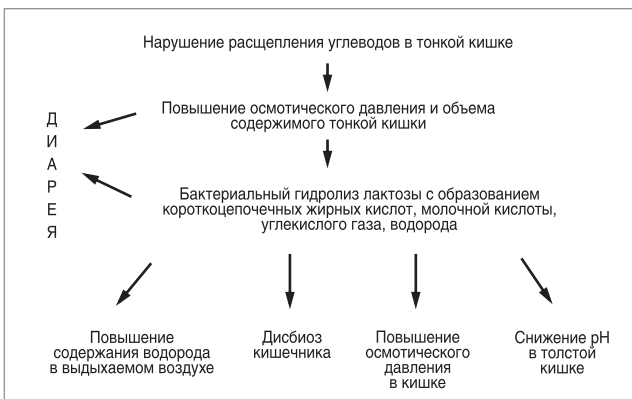 Нарушение расщепления углеводов в тонкой кишке
Повышение осмотического давления и объема
содержимого тонкой кишки
Д
И
А
Р
Е
Я
Бактериальный гидролиз лактозы с образованием
короткоцепочечных жирных кислот, молочной кислоты,
углекислого газа, водорода
Повышение
содержания водорода
в выдыхаемом воздухе
Дисбиоз
кишечника
Повышение
осмотического
давления
в кишке
Снижение pH
в толстой
кишке